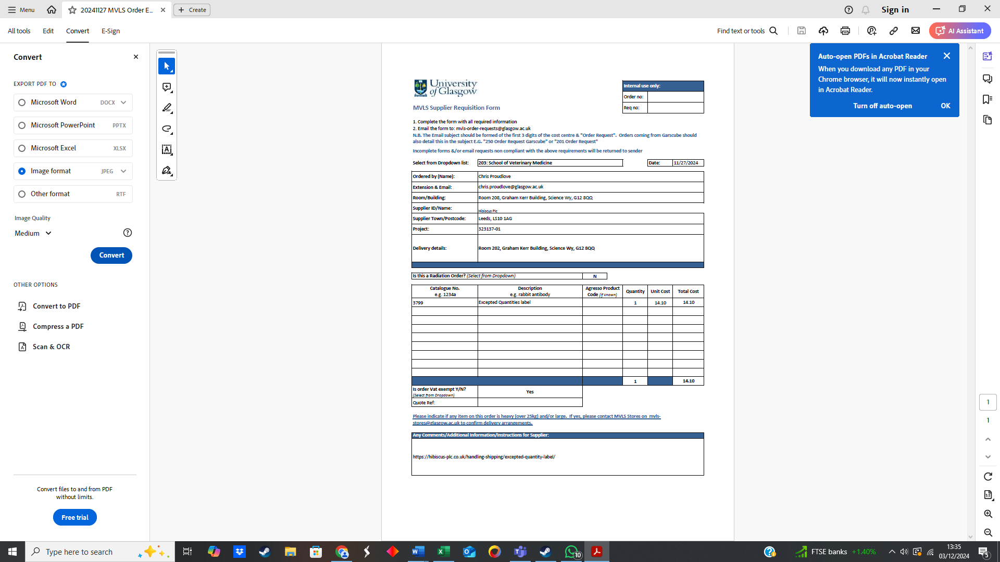 Menu
20241127 MVLS Order E...
Create
Sign in
All tools
Edit
Convert
E-Sign
Find text or tools
AI Assistant
Convert
EXPORT PDF TO
Microsoft Word DOCX
Microsoft PowerPoint PPTX
Microsoft Excel XLSX
Image format JPEG
Other format RTF
Image Quality
Medium
Convert
OTHER OPTIONS
Convert to PDF
Compress a PDF
Scan & OCR
Convert files to and from PDF
without limits.
Free trial
University
of Glasgow
MVLS Supplier Requisition Form
Internal use only:
Order no:
Req no:
1. Complete the form with all required information
2. Email the form to: mvls-order-requests@glasgow.ac.uk
N.B. The Email subject should be formed of the first 3 digits of the cost centre & "Order Request". Orders coming from Garscube should
also detail this in the subject E.G. "250 Order Request Garscube" or "201 Order Request"
Incomplete forms &/or email requests non compliant with the above requirements will be returned to sender
Select from Dropdown list: 203: School of Veterinary Medicine Date: 11/27/2024
Ordered by (Name): Chris Proudlove
Extension & Email: chris.proudlove@glasgow.ac.uk
Room/Building: Room 208, Graham Kerr Building, Science Wy, G12 8QQ
Supplier ID/Name: Hibiscus Plc
Supplier Town/Postcode: Leeds, LS10 1AG
Project: 323137-01
Delivery details: Room 202, Graham Kerr Building, Science Wy, G12 8QQ
Is this a Radiation Order? (Select from Dropdown) N
Catalogue No. Description Agresso Product Quantity Unit Cost Total Cost
e.g. 1234a e.g. rabbit antibody Code (if known)
3799 Excepted Quantities label 1 14.10 14.10
1 14.10
Is order Vat exempt Y/N? Yes
(Select from Dropdown)
Quote Ref:
Please indicate if any item on this order is heavy (over 25kg) and/or large. If yes, please contact MVLS Stores on mvls-
stores@glasgow.ac.uk to confirm delivery arrangements.
Any Comments/Additional Information/Instructions for Supplier:
https://hibiscus-plc.co.uk/handling-shipping/excepted-quantity-label/
Auto-open PDFs in Acrobat Reader
When you download any PDF in your
Chrome browser, it will now instantly open
in Acrobat Reader.
Turn off auto-open OK
1
1
Type here to search
10
FTSE banks +1.40%
13:35
03/12/2024
5